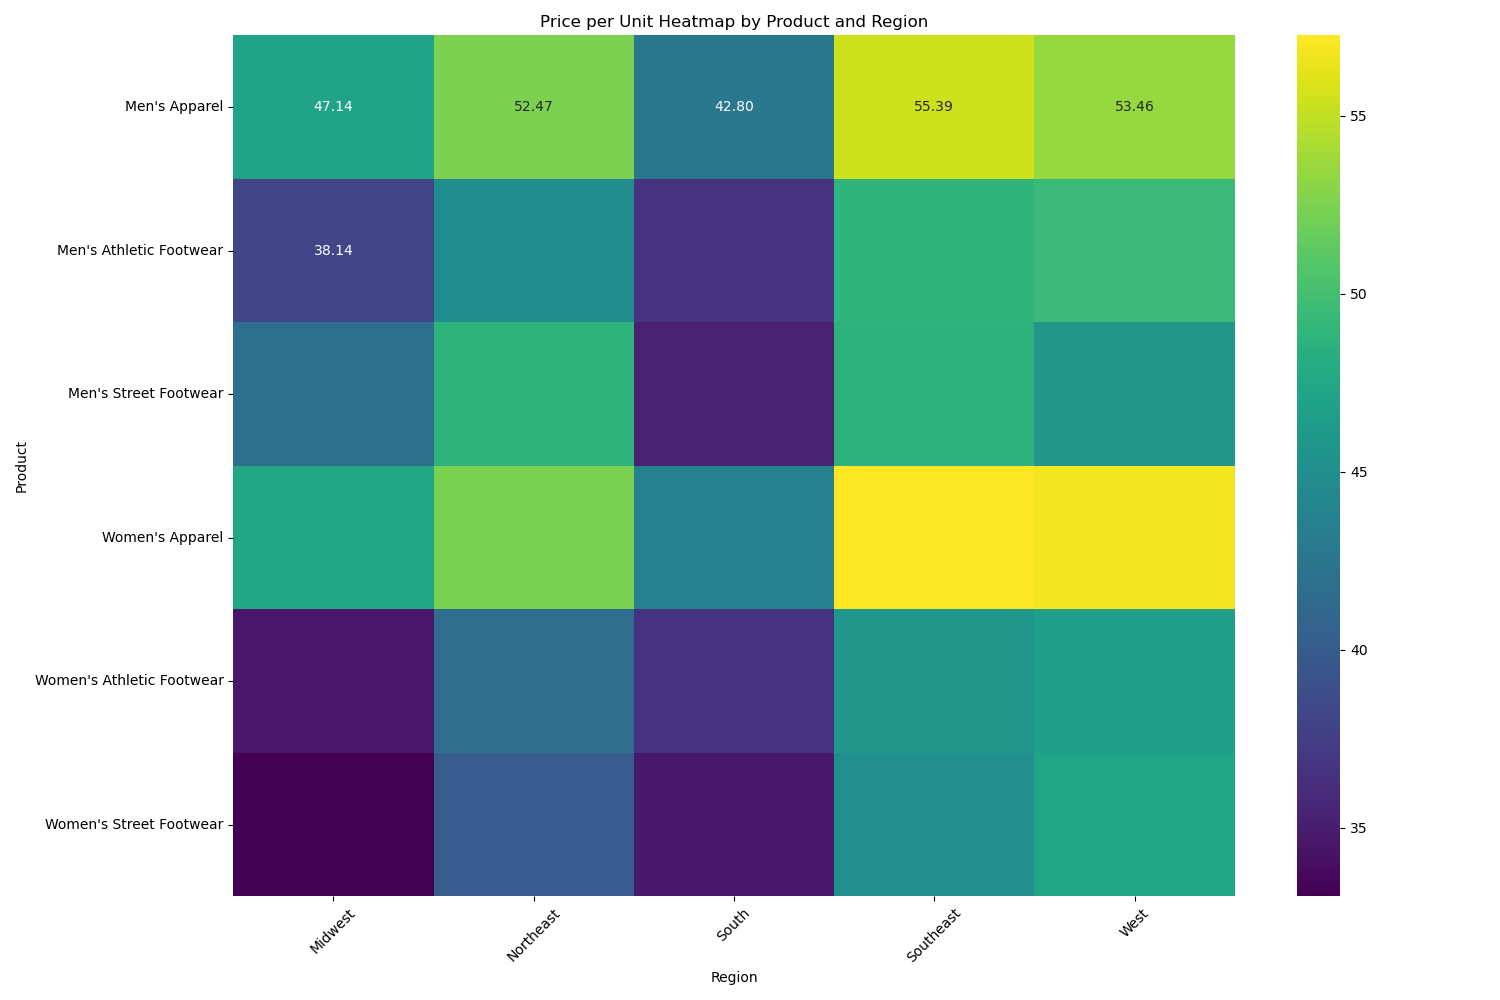 Price per Unit Heatmap by Product and Region
Men's Apparel
47.14
52.47
42.80
55.39
53.46
Men's Athletic Footwear
38.14
Men's Street Footwear
Women's Apparel
Women's Athletic Footwear
Women's Street Footwear
Product
Midwest
Northeast
South
Southeast
West
Region
55
50
45
40
35